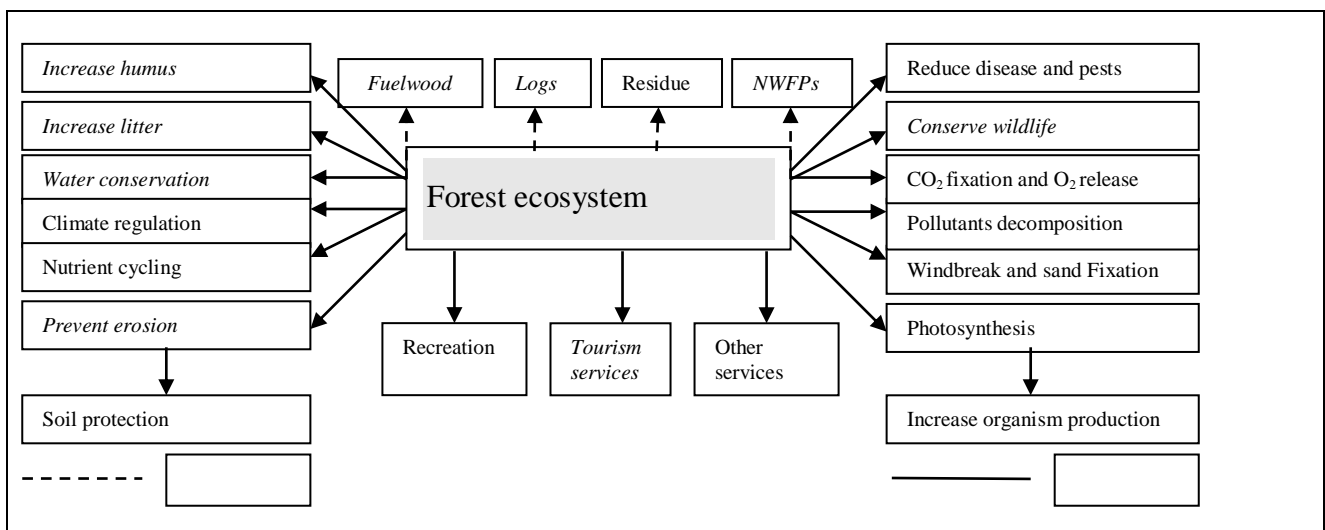 Increase humus
Increase litter
Water conservation
Climate regulation
Nutrient cycling
Prevent erosion
Soil protection
Fuelwood
Logs
Residue
NWFPs
Forest ecosystem
Recreation
Tourism
services
Other
services
Reduce disease and pests
Conserve wildlife
CO₂ fixation and O₂ release
Pollutants decomposition
Windbreak and sand Fixation
Photosynthesis
Increase organism production